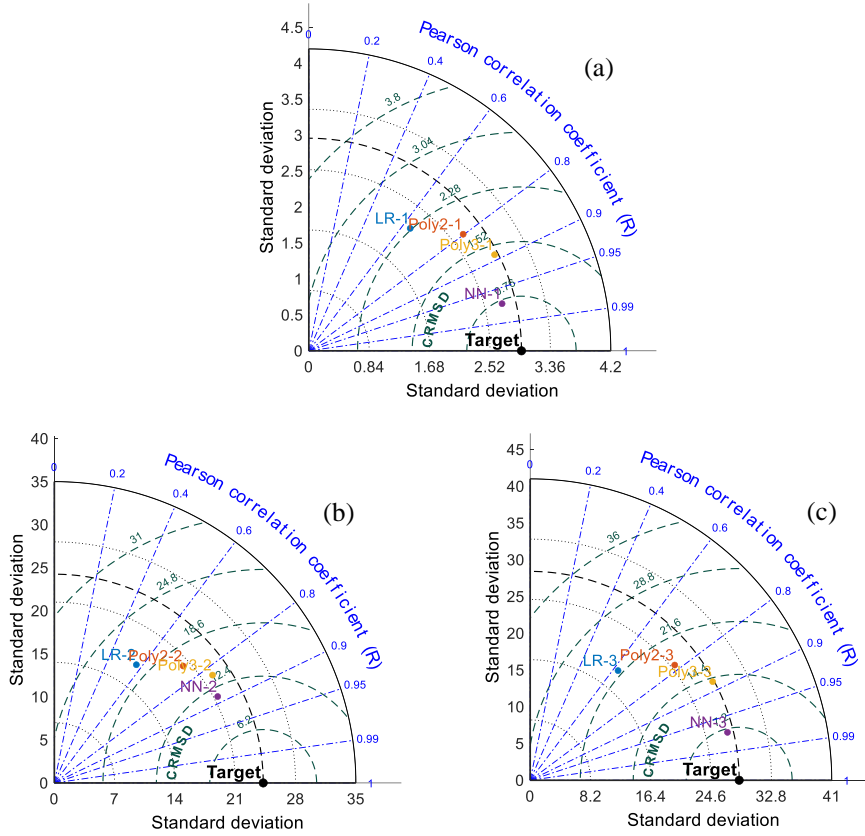 (a)
Pearson correlation coefficient (R)
Standard deviation
4.5
4
3.5
3
2.5
2
1.5
1
0.5
0
0
0.2
0.4
0.6
0.8
0.9
0.95
0.99
1
3.8
3.04
2.28
1.52
0.76
CRMSD
LR-1
Poly2-1
Poly3-1
NN-1
Target
0 0.84 1.68 2.52 3.36 4.2
Standard deviation
(b)
Pearson correlation coefficient (R)
Standard deviation
40
35
30
25
20
15
10
5
0
0
0.2
0.4
0.6
0.8
0.9
0.95
0.99
1
31
24.8
18.6
6.2
CRMSD
LR-2
Poly2-2
Poly3-2
NN-2
Target
0 7 14 21 28 35
Standard deviation
(c)
Pearson correlation coefficient (R)
Standard deviation
45
40
35
30
25
20
15
10
5
0
0
0.2
0.4
0.6
0.8
0.9
0.95
0.99
1
36
28.8
21.6
CRMSD
LR-3
Poly2-3
Poly3-3
NN-3
Target
0 8.2 16.4 24.6 32.8 41
Standard deviation